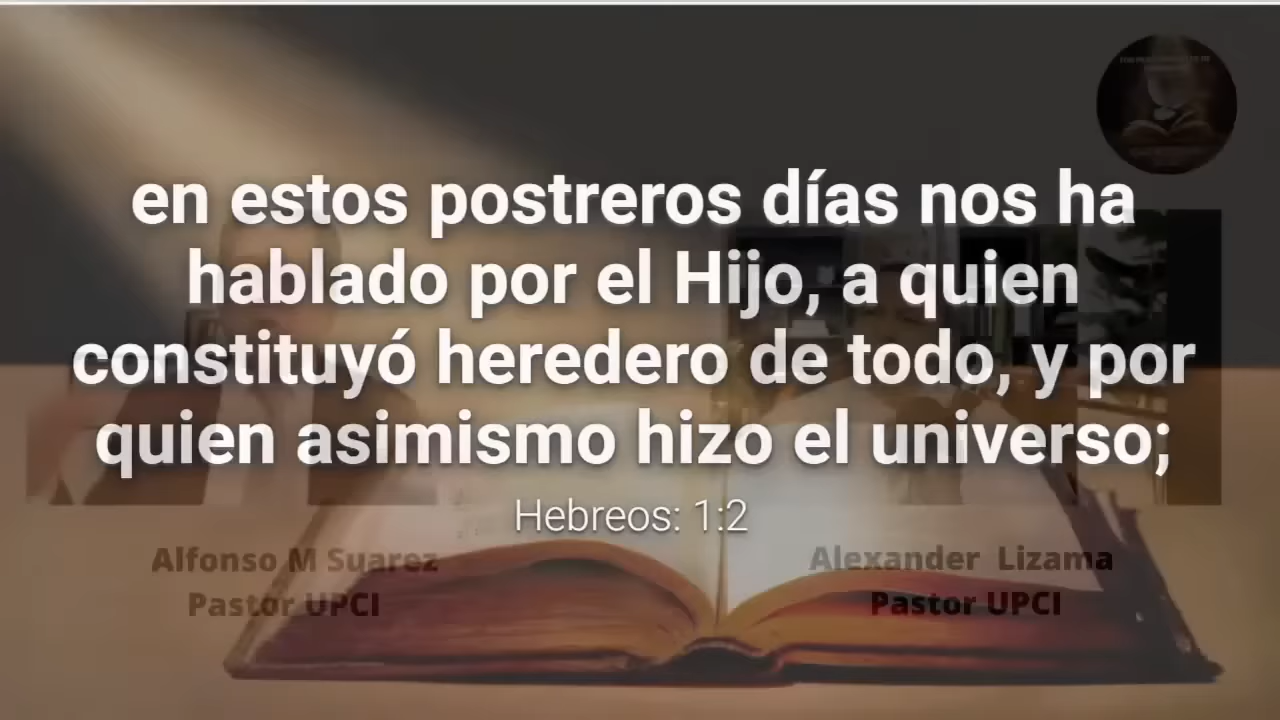 en estos postreros días nos ha
hablado por el Hijo, a quien
constituyó heredero de todo, y por
quien asimismo hizo el universo;
Hebreos: 1:2
Alfonso M Suarez
Pastor UPCI
Alexander Lizama
Pastor UPCI